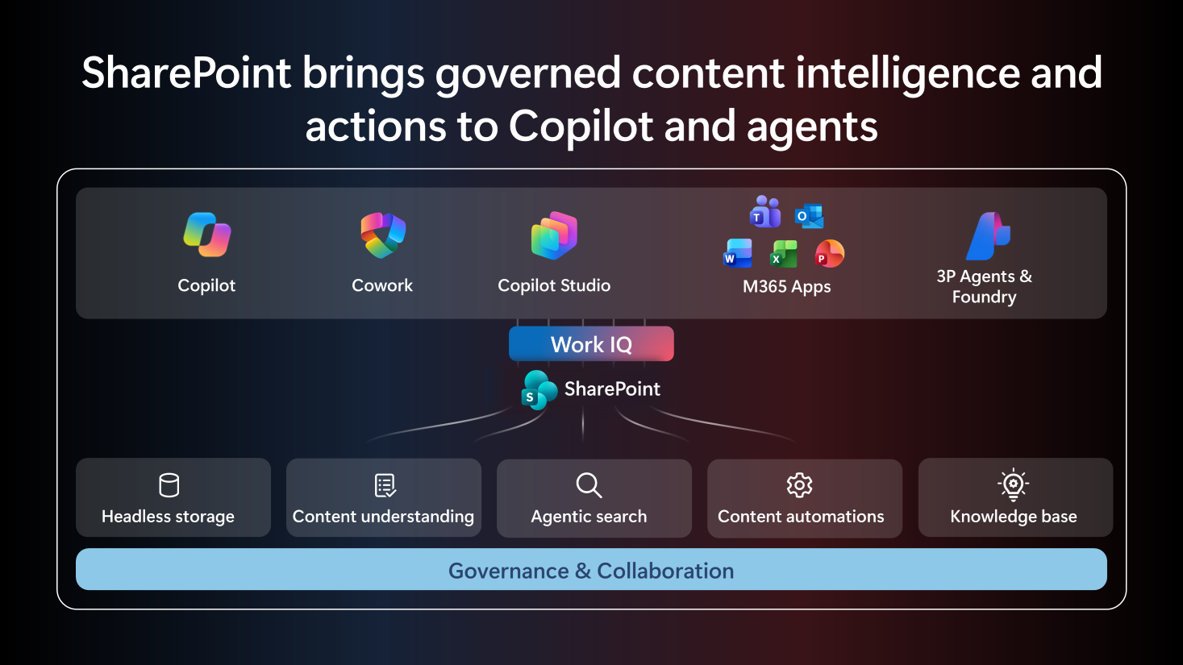 SharePoint brings governed content intelligence and
actions to Copilot and agents
Copilot
Cowork
Copilot Studio
T
O
W
X
P
M365 Apps
3P Agents &
Foundry
Work IQ
S
SharePoint
Headless storage
Content understanding
Agentic search
Content automations
Knowledge base
Governance & Collaboration